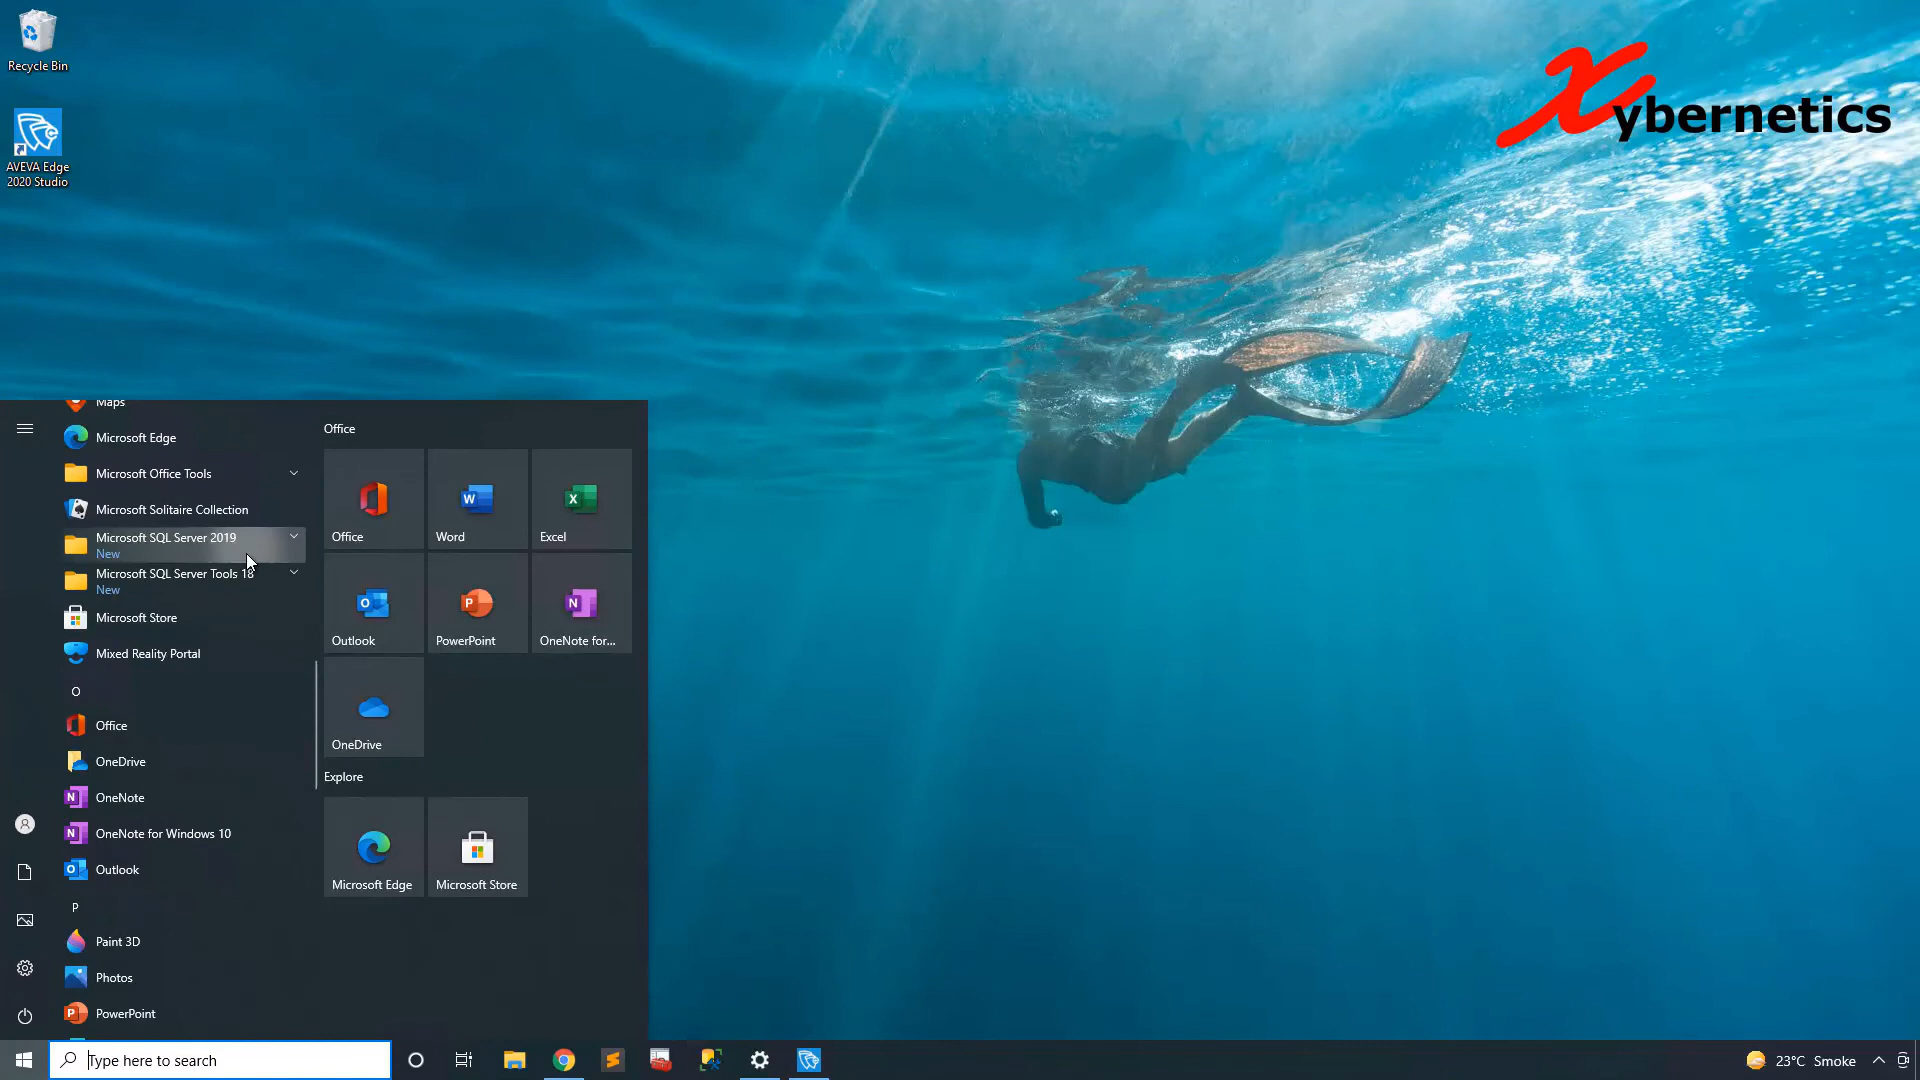 Recycle Bin
AVEVA Edge
2020 Studio
Xybernetics
Maps
Microsoft Edge
Microsoft Office Tools
Microsoft Solitaire Collection
Microsoft SQL Server 2019
New
Microsoft SQL Server Tools 18
New
Microsoft Store
Mixed Reality Portal
O
Office
OneDrive
OneNote
OneNote for Windows 10
Outlook
P
Paint 3D
Photos
PowerPoint
Office
Office
Word
Excel
Outlook
PowerPoint
OneNote for...
OneDrive
Explore
Microsoft Edge
Microsoft Store
Type here to search
23°C Smoke